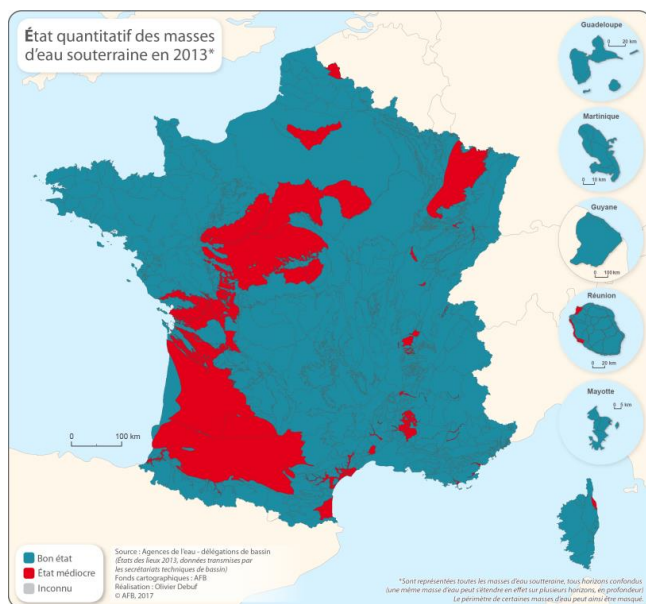 État quantitatif des masses
d'eau souterraine en 2013*
Guadeloupe
0 20 km
Martinique
0 10 km
Guyane
0 100 km
Réunion
0 20 km
Mayotte
0 5 km
0 100 km
Bon état
État médiocre
Inconnu
Source : Agences de l'eau - délégations de bassin
(États des lieux 2013, données transmises par
les secrétariats techniques de bassin)
Fonds cartographiques : AFB
Réalisation : Olivier Debuf
© AFB, 2017
*Sont représentées toutes les masses d'eau souterraine, tous horizons confondus
(une même masse d'eau peut s'étendre en effet sur plusieurs horizons, en profondeur)
Le périmètre de certaines masses d'eau peut ainsi être masqué.